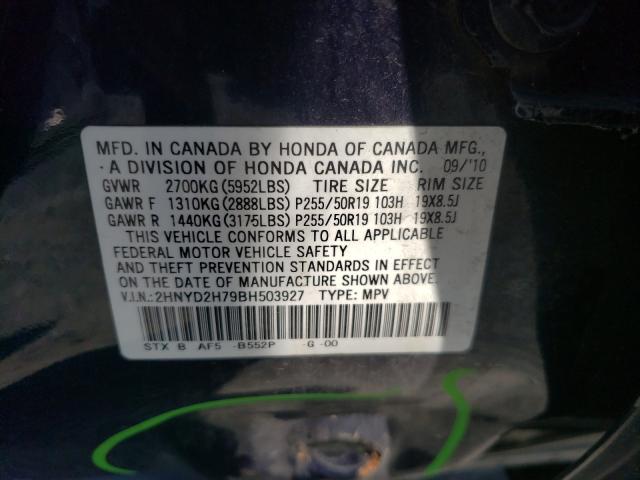 MFD. IN CANADA BY HONDA OF CANADA MFG.,
A DIVISION OF HONDA CANADA INC. 09/'10
GVWR 2700KG(5952LBS) TIRE SIZE RIM SIZE
GAWR F 1310KG(2888LBS) P255/50R19 103H 19X8.5J
GAWR R 1440KG(3175LBS) P255/50R19 103H 19X8.5J
THIS VEHICLE CONFORMS TO ALL APPLICABLE
FEDERAL MOTOR VEHICLE SAFETY
AND THEFT PREVENTION STANDARDS IN EFFECT
ON THE DATE OF MANUFACTURE SHOWN ABOVE.
V.I.N.:2HNYD2H79BH503927 TYPE: MPV
STX B AF5 -B552P -G -00